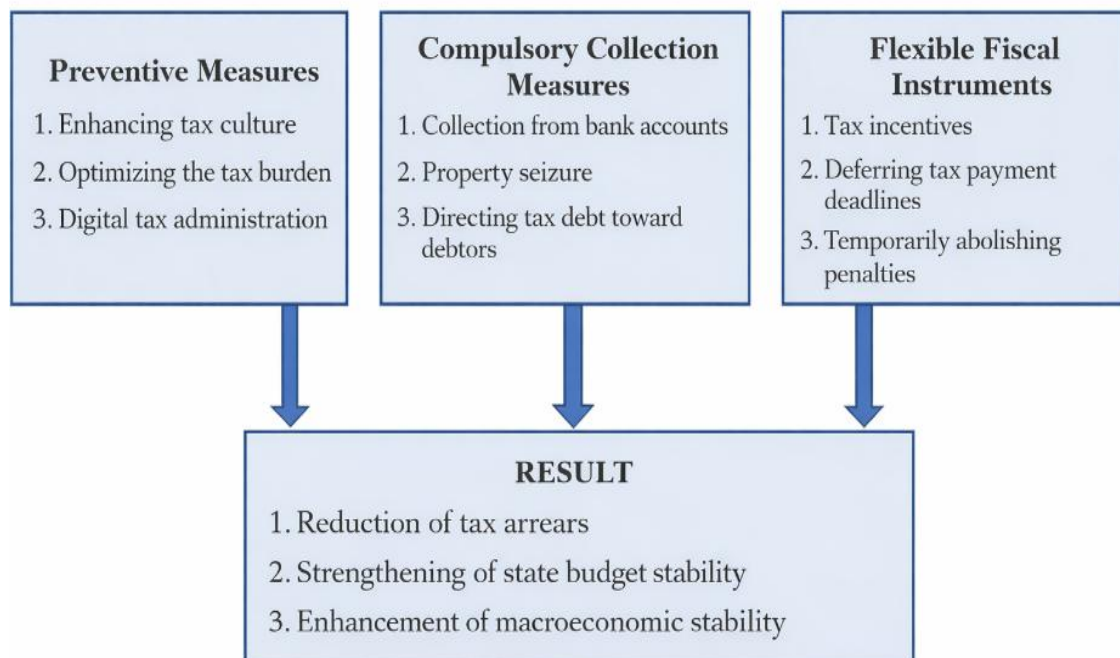 Preventive Measures
1. Enhancing tax culture
2. Optimizing the tax burden
3. Digital tax administration
Compulsory Collection
Measures
1. Collection from bank accounts
2. Property seizure
3. Directing tax debt toward
debtors
Flexible Fiscal
Instruments
1. Tax incentives
2. Deferring tax payment
deadlines
3. Temporarily abolishing
penalties
RESULT
1. Reduction of tax arrears
2. Strengthening of state budget stability
3. Enhancement of macroeconomic stability